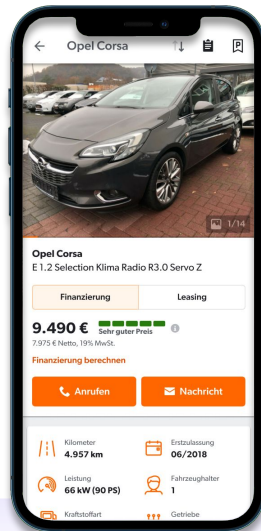 Opel Corsa
P
1/14
Opel Corsa
E 1.2 Selection Klima Radio R3.0 Servo Z
Finanzierung
Leasing
9.490 €
Sehr guter Preis
7.975 € Netto, 19% MwSt.
Finanzierung berechnen
Anrufen
Nachricht
Kilometer
4.957 km
Erstzulassung
06/2018
Leistung
66 kW (90 PS)
Fahrzeughalter
1
Kraftstoffart
Getriebe